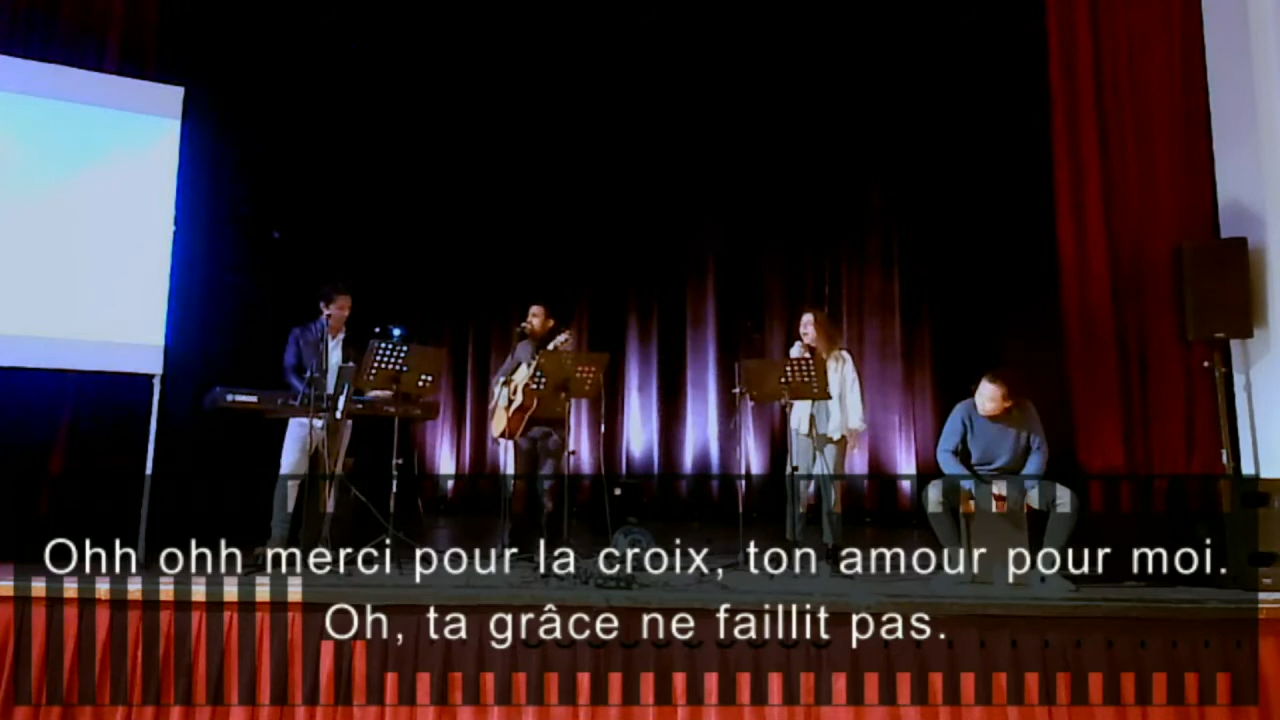 Ohh ohh merci pour la croix, ton amour pour moi.
Oh, ta grâce ne faillit pas.